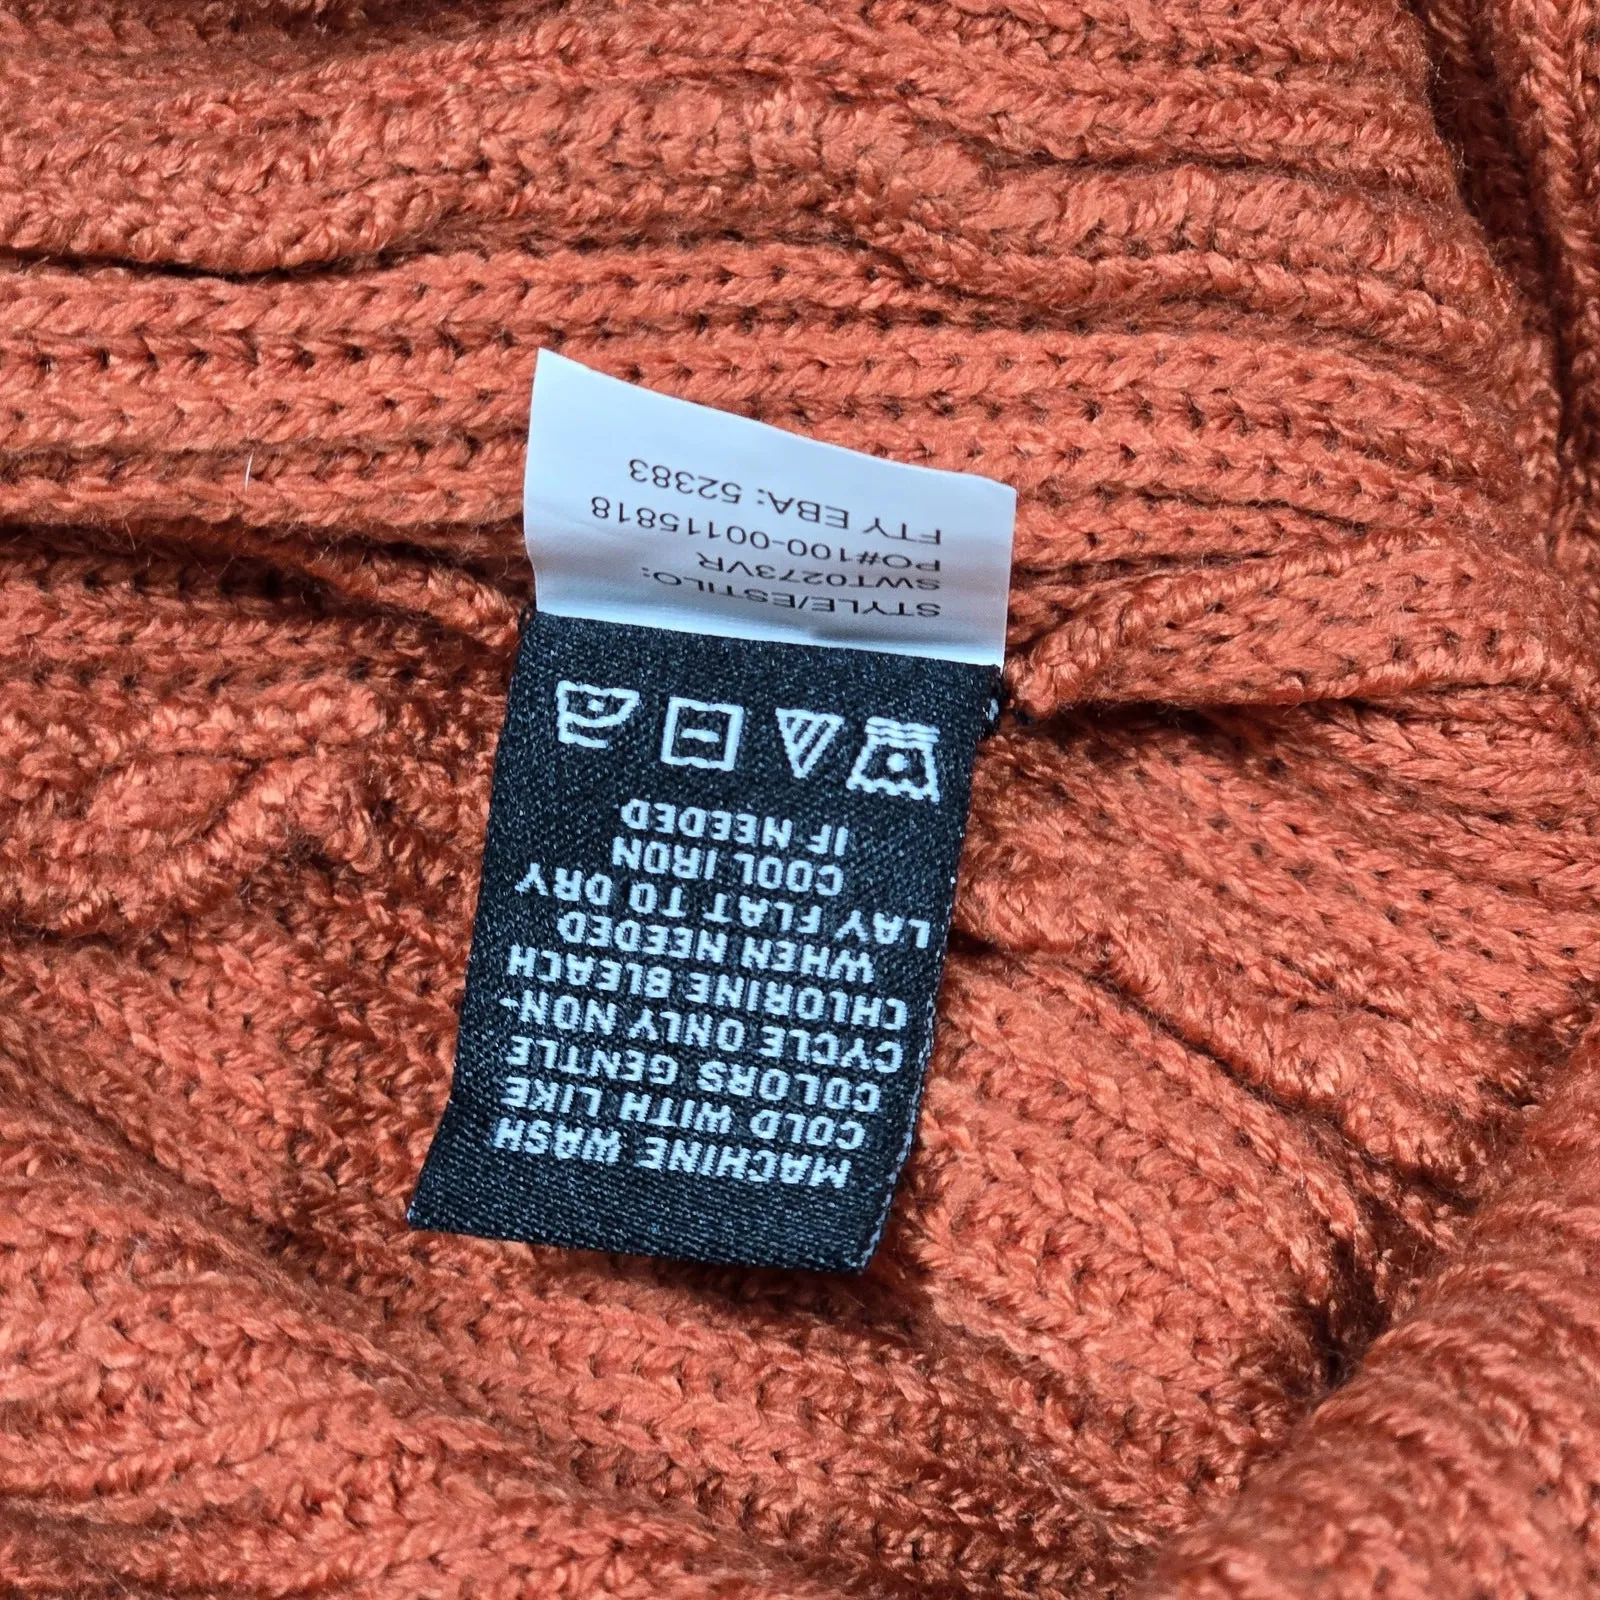 MACHINE WASH
COLD WITH LIKE
COLORS GENTLE
CYCLE ONLY NON-
CHLORINE BLEACH
WHEN NEEDED
LAY FLAT TO DRY
COOL IRON
IF NEEDED
STYLE/ESTILO:
SWT0273VR
PO#100-00115818
FTY EBA: 52383